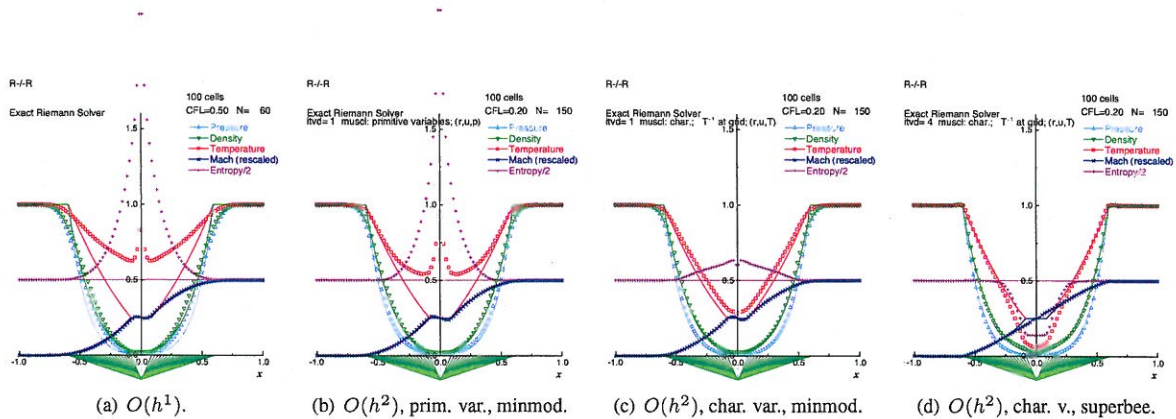 R-/-R
Exact Riemann Solver
100 cells
CFL=0.50 N= 60
Pressure
Density
Temperature
Mach (rescaled)
Entropy/2
1.5
1.0
0.5
-1.0 -0.5 0.0 0.5 1.0
x
(a) O(h¹).
R-/-R
Exact Riemann Solver
itvd= 1 muscl: primitive variables; (r,u,p)
100 cells
CFL=0.20 N= 150
Pressure
Density
Temperature
Mach (rescaled)
Entropy/2
1.5
1.0
0.5
-1.0 -0.5 0.0 0.5 1.0
x
(b) O(h²), prim. var., minmod.
R-/-R
Exact Riemann Solver
itvd= 1 muscl: char.; T⁻¹ at grid; (r,u,T)
100 cells
CFL=0.20 N= 150
Pressure
Density
Temperature
Mach (rescaled)
Entropy/2
1.5
1.0
0.5
-1.0 -0.5 0.0 0.5 1.0
x
(c) O(h²), char. var., minmod.
R-/-R
Exact Riemann Solver
itvd= 4 muscl: char.; T⁻¹ at grid; (r,u,T)
100 cells
CFL=0.20 N= 150
Pressure
Density
Temperature
Mach (rescaled)
Entropy/2
1.5
1.0
0.5
-1.0 -0.5 0.0 0.5 1.0
x
(d) O(h²), char. v., superbee.